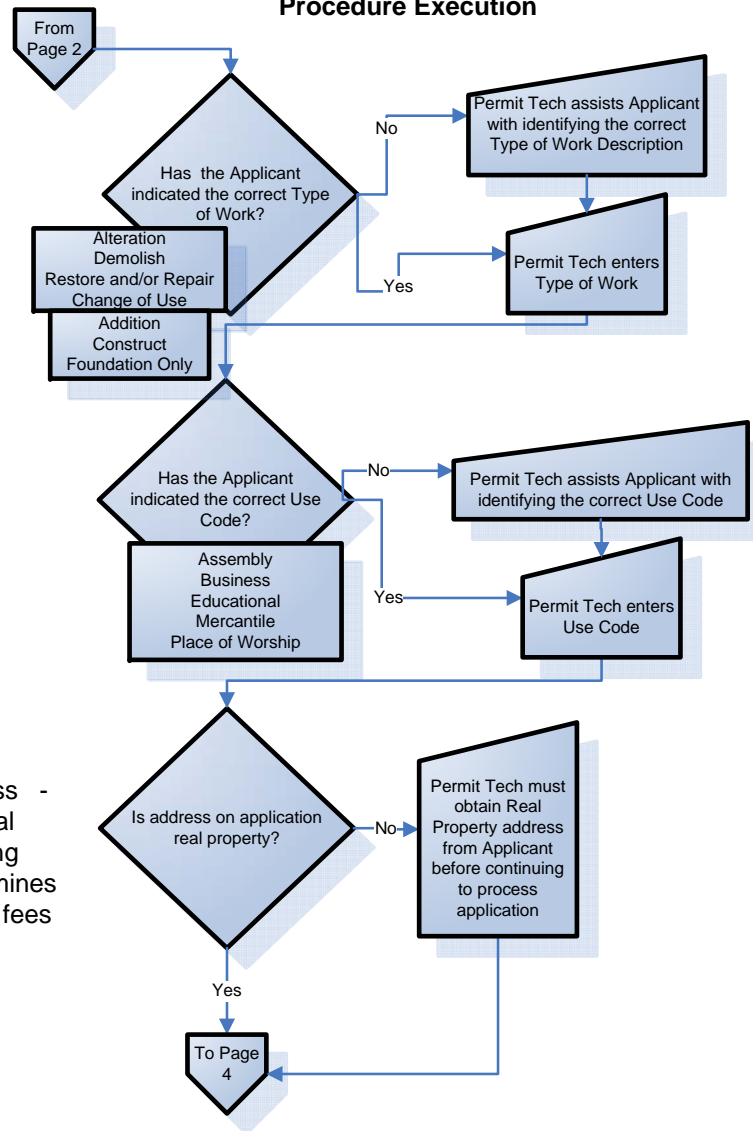 Procedure Execution
From
Page 2
Has the Applicant
indicated the correct Type
of Work?
No
Permit Tech assists Applicant
with identifying the correct
Type of Work Description
Yes
Permit Tech enters
Type of Work
Alteration
Demolish
Restore and/or Repair
Change of Use
Addition
Construct
Foundation Only
Has the Applicant
indicated the correct Use
Code?
No
Permit Tech assists Applicant with
identifying the correct Use Code
Yes
Permit Tech enters
Use Code
Assembly
Business
Educational
Mercantile
Place of Worship
Is address on application
real property?
No
Permit Tech must
obtain Real
Property address
from Applicant
before continuing
to process
application
ss -
al
ng
mines
fees
Yes
To Page
4